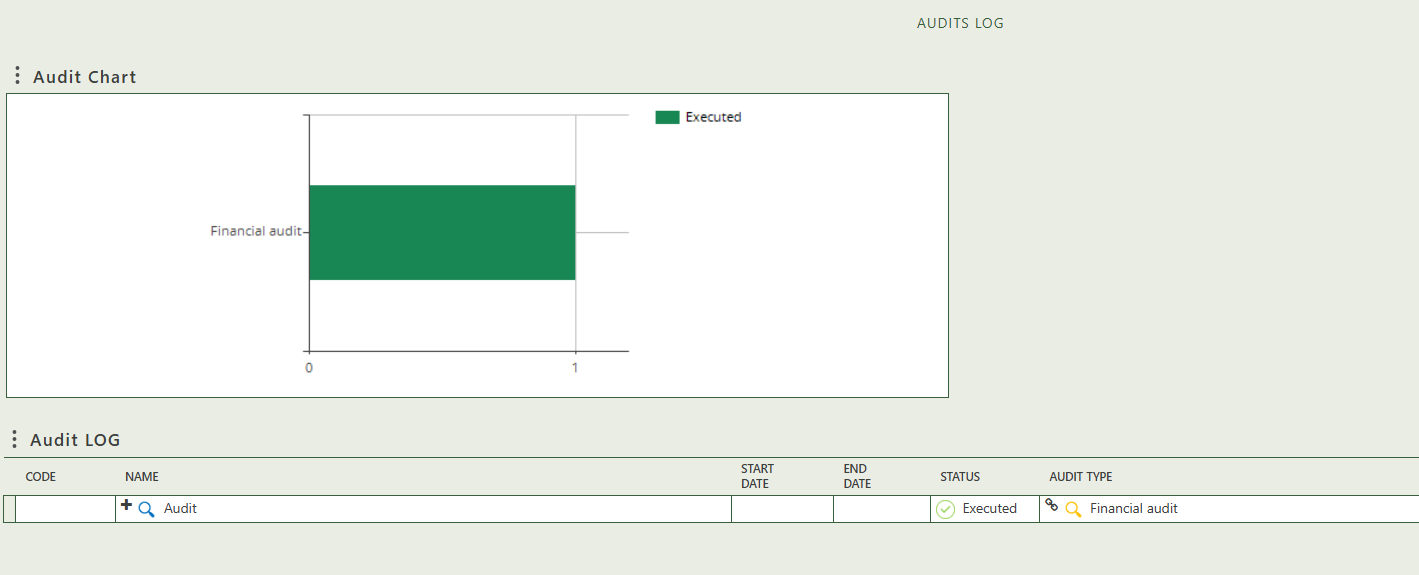 AUDITS LOG
Audit Chart
Executed
Financial audit
0 1
Audit LOG
CODE NAME START DATE END DATE STATUS AUDIT TYPE
Audit Executed Financial audit